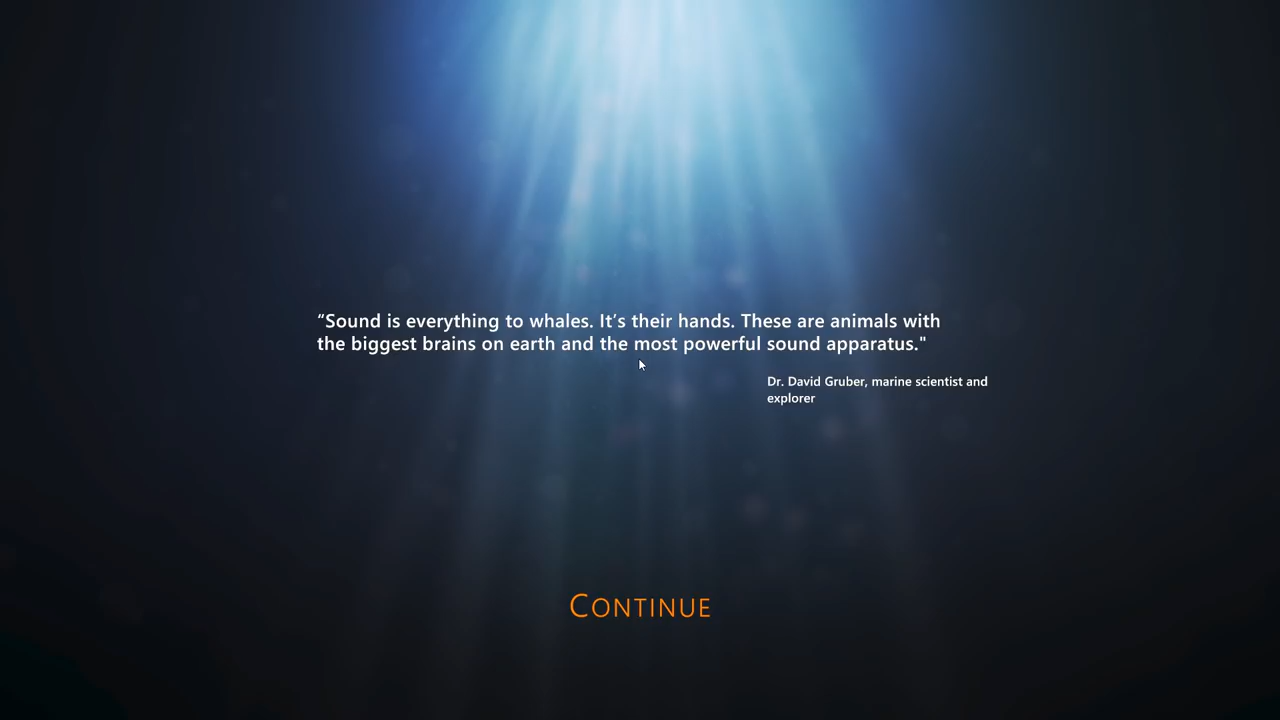 “Sound is everything to whales. It’s their hands. These are animals with
the biggest brains on earth and the most powerful sound apparatus."
Dr. David Gruber, marine scientist and
explorer
CONTINUE